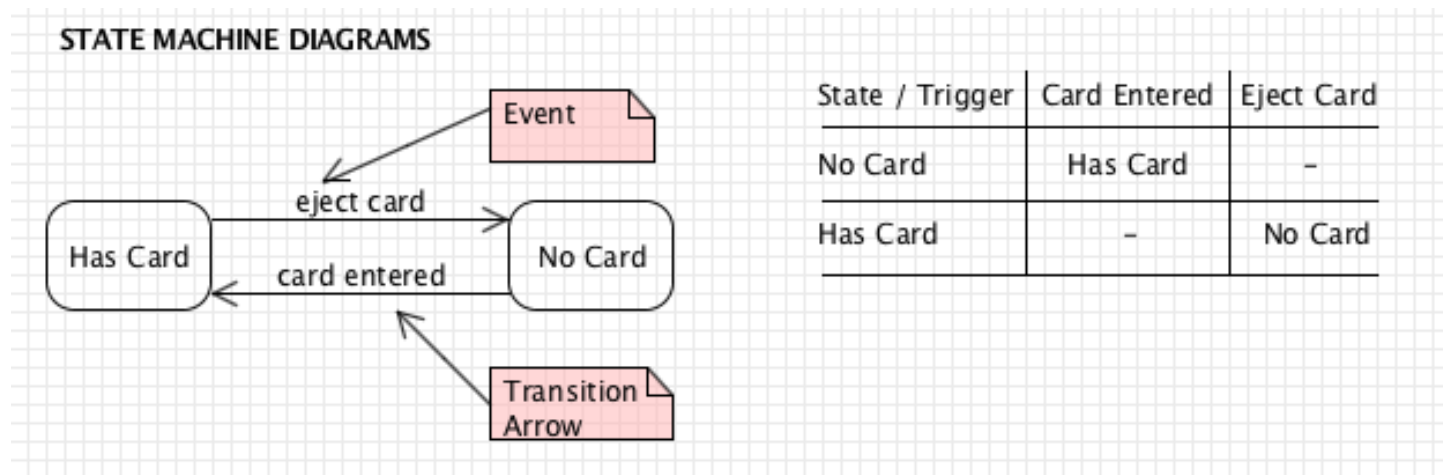 STATE MACHINE DIAGRAMS
Event
eject card
Has Card
No Card
card entered
Transition
Arrow
State / Trigger Card Entered Eject Card
No Card Has Card –
Has Card – No Card